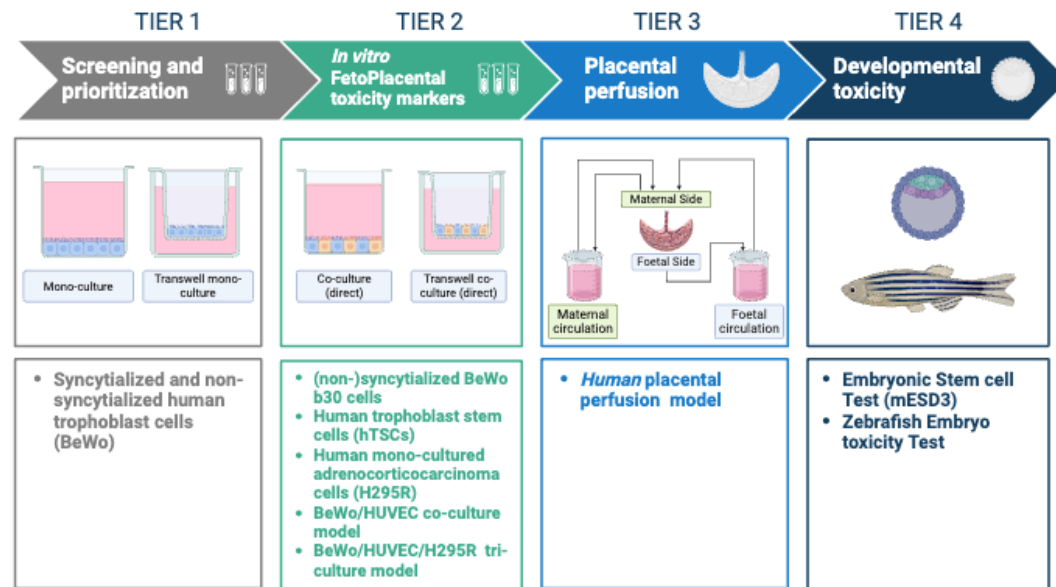 TIER 1
TIER 2
TIER 3
TIER 4
Screening and
prioritization
In vitro
FetoPlacental
toxicity markers
Placental
perfusion
Developmental
toxicity
Mono-culture
Transwell mono-
culture
Co-culture
(direct)
Transwell co-
culture (direct)
Maternal Side
Foetal Side
Maternal
circulation
Foetal
circulation
• Syncytialized and non-
syncytialized human
trophoblast cells
(BeWo)
• (non-)syncytialized BeWo
b30 cells
• Human trophoblast stem
cells (hTSCs)
• Human mono-cultured
adrenocorticocarcinoma
cells (H295R)
• BeWo/HUVEC co-culture
model
• BeWo/HUVEC/H295R tri-
culture model
• Human placental
perfusion model
• Embryonic Stem cell
Test (mESD3)
• Zebrafish Embryo
toxicity Test